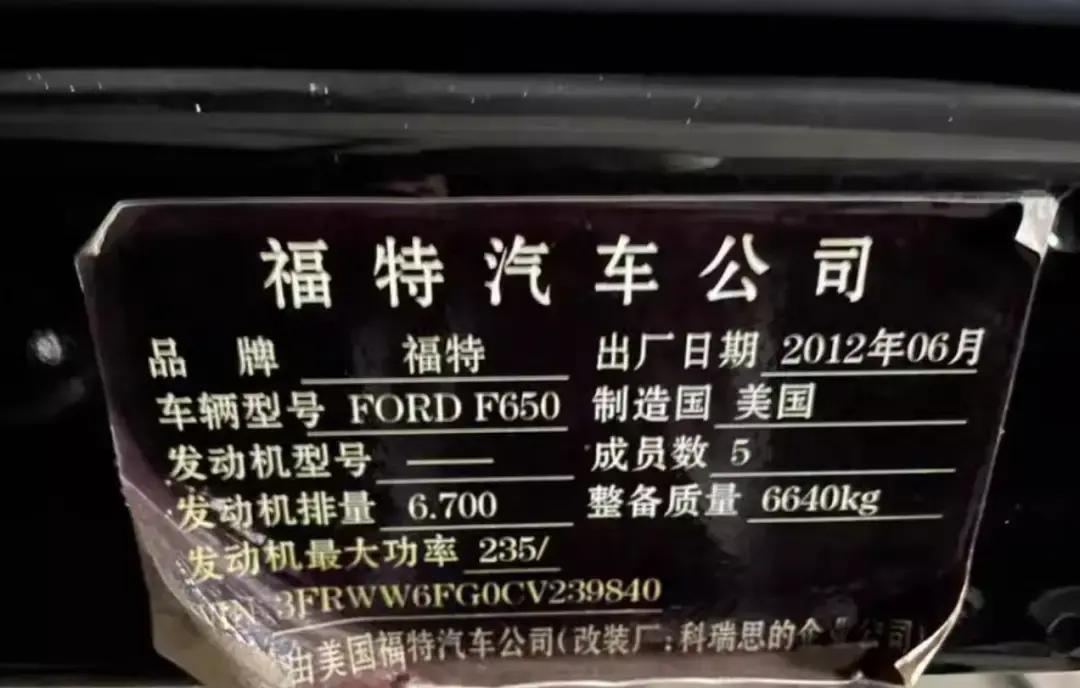 福特汽车公司
品牌 福特 出厂日期 2012年06月
车辆型号 FORD F650 制造国 美国
发动机型号 —— 成员数 5
发动机排量 6.700 整备质量 6640kg
发动机最大功率 235/
VIN 3FRWW6FG0CV239840
由美国福特汽车公司(改装厂:科瑞思的企业公司)